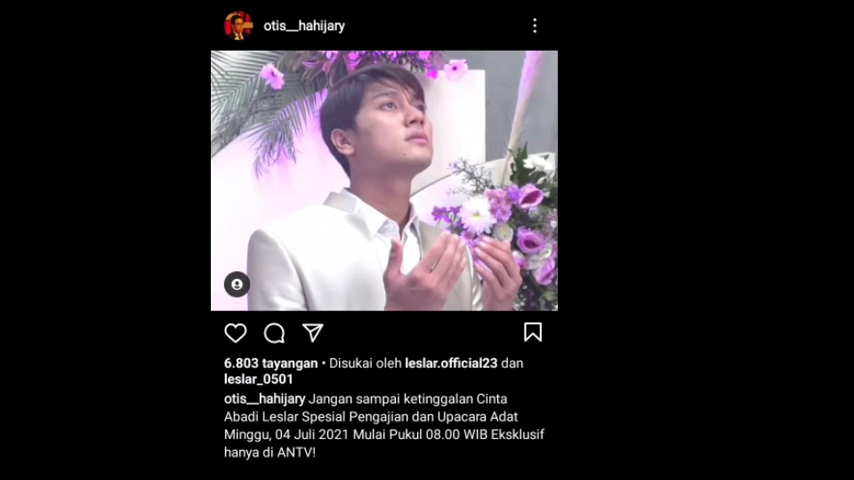 otis__hahijary
6.803 tayangan • Disukai oleh leslar.official23 dan
leslar_0501
otis__hahijary Jangan sampai ketinggalan Cinta
Abadi Leslar Spesial Pengajian dan Upacara Adat
Minggu, 04 Juli 2021 Mulai Pukul 08.00 WIB Eksklusif
hanya di ANTV!